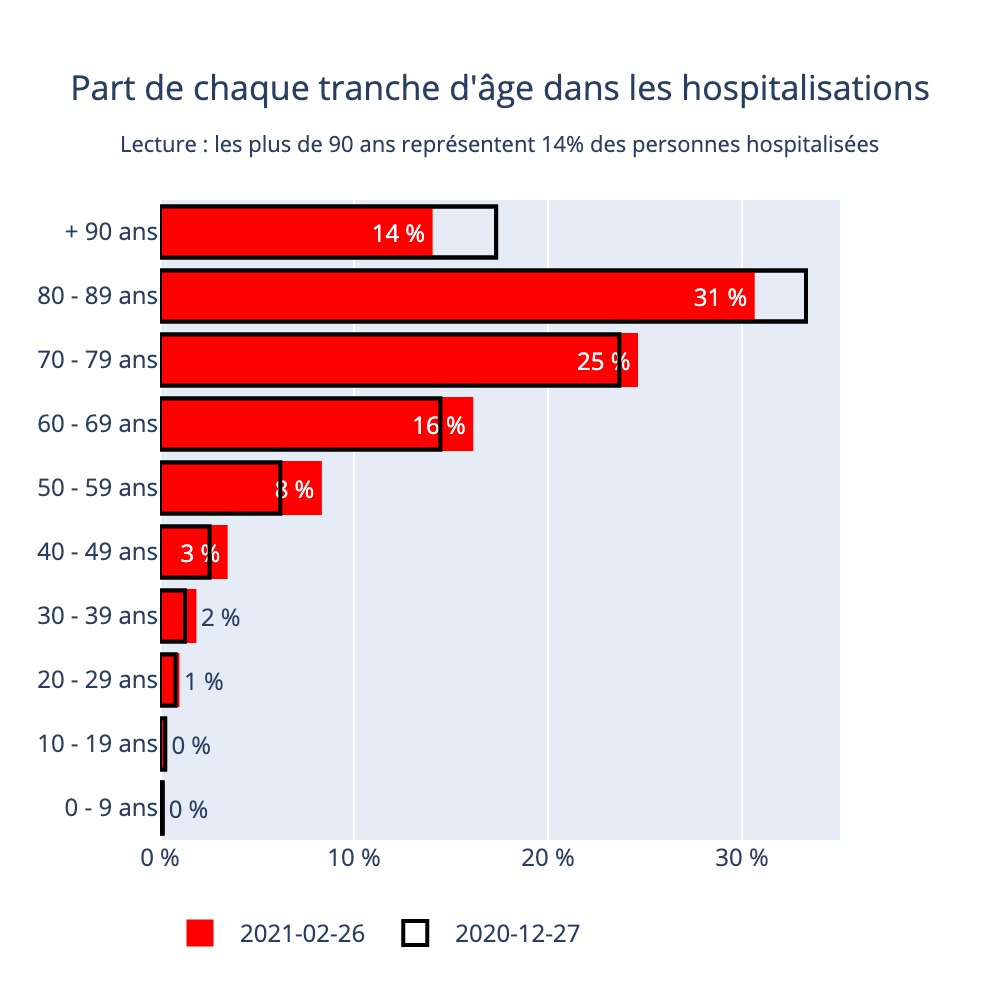 Part de chaque tranche d'âge dans les hospitalisations
Lecture : les plus de 90 ans représentent 14% des personnes hospitalisées
+ 90 ans 14 %
80 - 89 ans 31 %
70 - 79 ans 25 %
60 - 69 ans 16 %
50 - 59 ans 8 %
40 - 49 ans 3 %
30 - 39 ans 2 %
20 - 29 ans 1 %
10 - 19 ans 0 %
0 - 9 ans 0 %
0 % 10 % 20 % 30 %
2021-02-26 2020-12-27